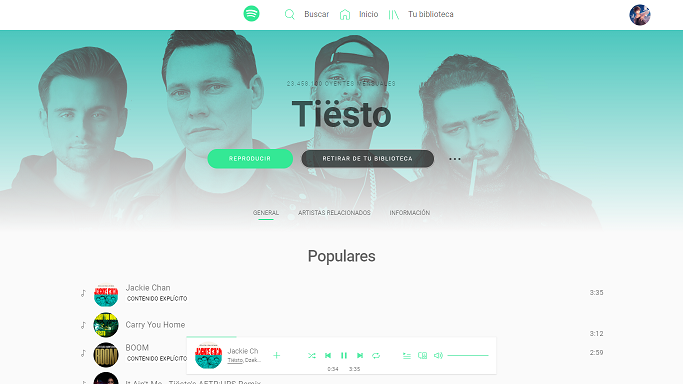 Buscar
Inicio
Tu biblioteca
23.458.100 OYENTES MENSUALES
Tiësto
REPRODUCIR
RETIRAR DE TU BIBLIOTECA
GENERAL
ARTISTAS RELACIONADOS
INFORMACIÓN
Populares
Jackie Chan
CONTENIDO EXPLÍCITO
3:35
Carry You Home
3:12
BOOM
CONTENIDO EXPLÍCITO
2:59
Jackie Ch
Tiësto, Dzek...
0:34
3:35
It Ain't Me - Tiësto's AFTR:HRS Remix